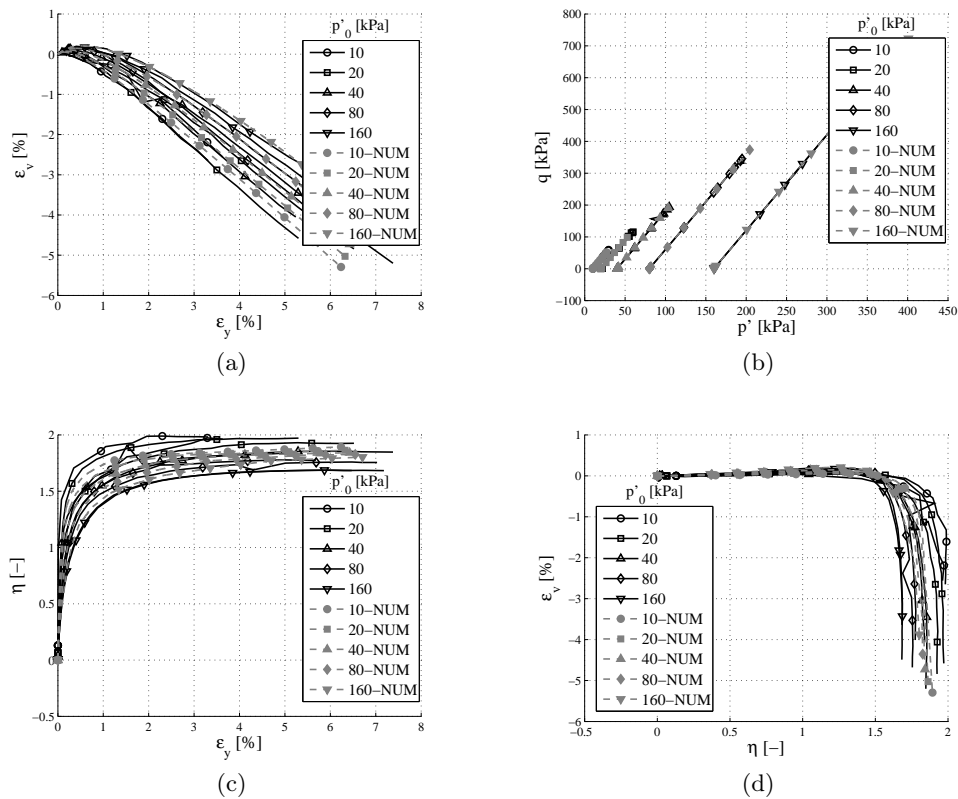 1
0
−1
−2
−3
−4
−5
−6
ε_v [%]
0 1 2 3 4 5 6 7 8
ε_y [%]
p'_0 [kPa]
10
20
40
80
160
10−NUM
20−NUM
40−NUM
80−NUM
160−NUM
(a)
800
700
600
500
400
300
200
100
0
−100
q [kPa]
0 50 100 150 200 250 300 350 400 450
p' [kPa]
p'_0 [kPa]
10
20
40
80
160
10−NUM
20−NUM
40−NUM
80−NUM
160−NUM
(b)
2
1.5
1
0.5
0
−0.5
η [−]
0 1 2 3 4 5 6 7 8
ε_y [%]
p'_0 [kPa]
10
20
40
80
160
10−NUM
20−NUM
40−NUM
80−NUM
160−NUM
(c)
1
0
−1
−2
−3
−4
−5
−6
ε_v [%]
−0.5 0 0.5 1 1.5 2
η [−]
p'_0 [kPa]
10
20
40
80
160
10−NUM
20−NUM
40−NUM
80−NUM
160−NUM
(d)